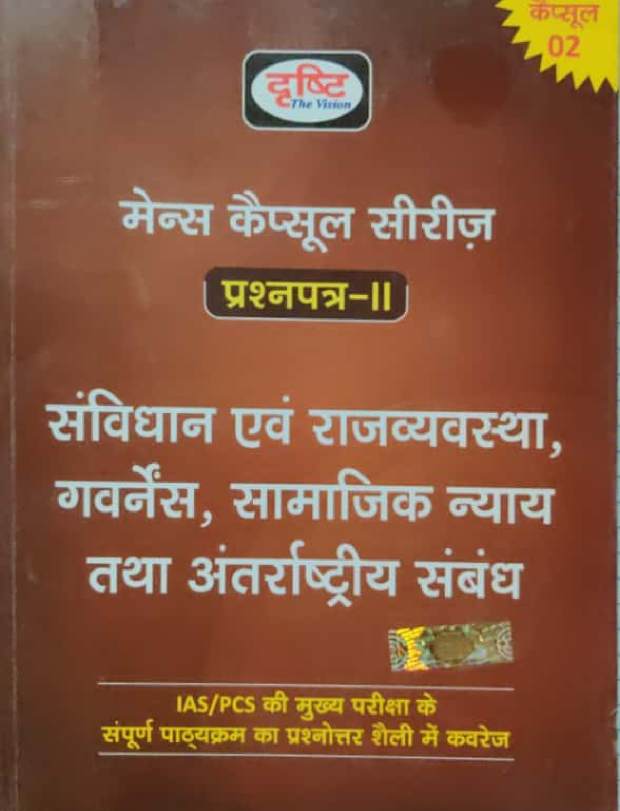 कैप्सूल
02
दृष्टि
The Vision
मेन्स कैप्सूल सीरीज़
प्रश्नपत्र-II
संविधान एवं राजव्यवस्था,
गवर्नेंस, सामाजिक न्याय
तथा अंतर्राष्ट्रीय संबंध
IAS/PCS की मुख्य परीक्षा के
संपूर्ण पाठ्यक्रम का प्रश्नोत्तर शैली में कवरेज